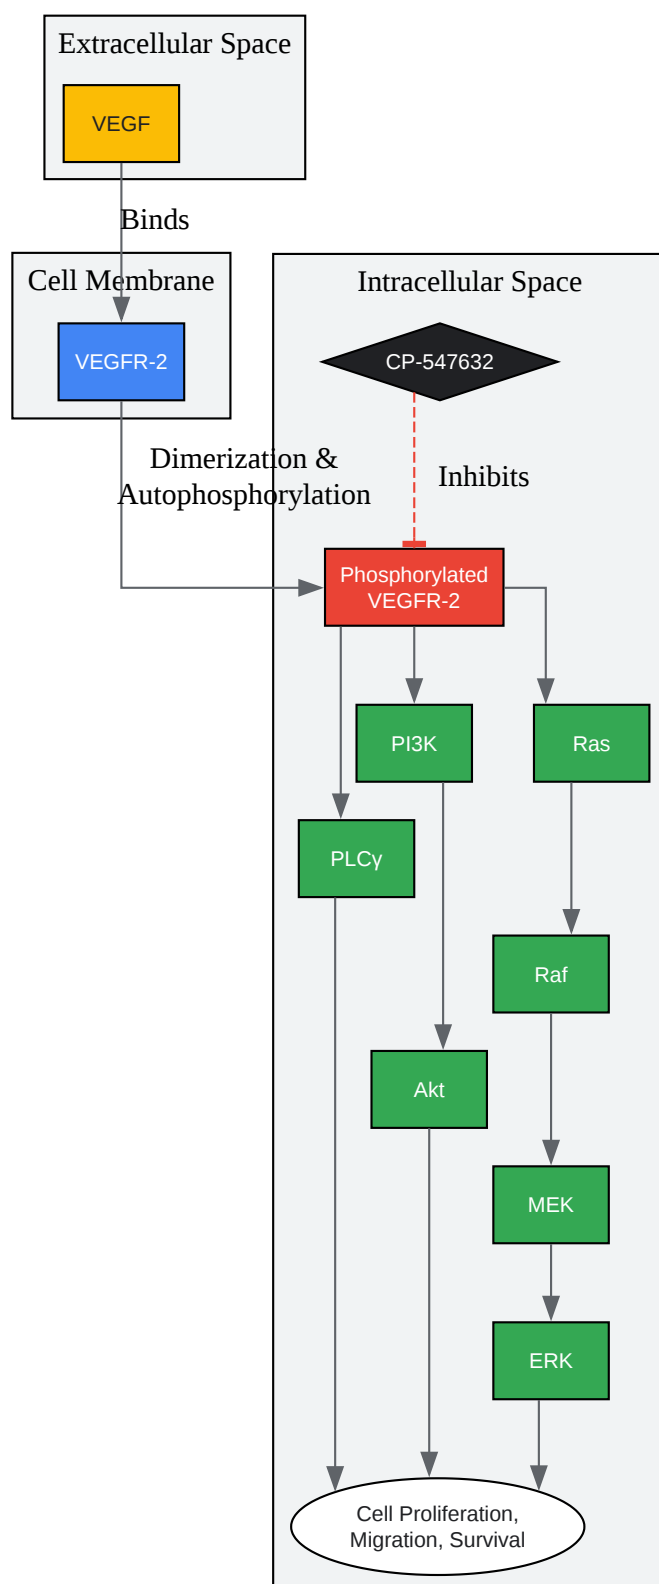 Extracellular Space
VEGF
Binds
Cell Membrane
VEGFR-2
Intracellular Space
CP-547632
Dimerization &
Autophosphorylation
Inhibits
Phosphorylated
VEGFR-2
PI3K
Ras
PLCγ
Raf
Akt
MEK
ERK
Cell Proliferation,
Migration, Survival